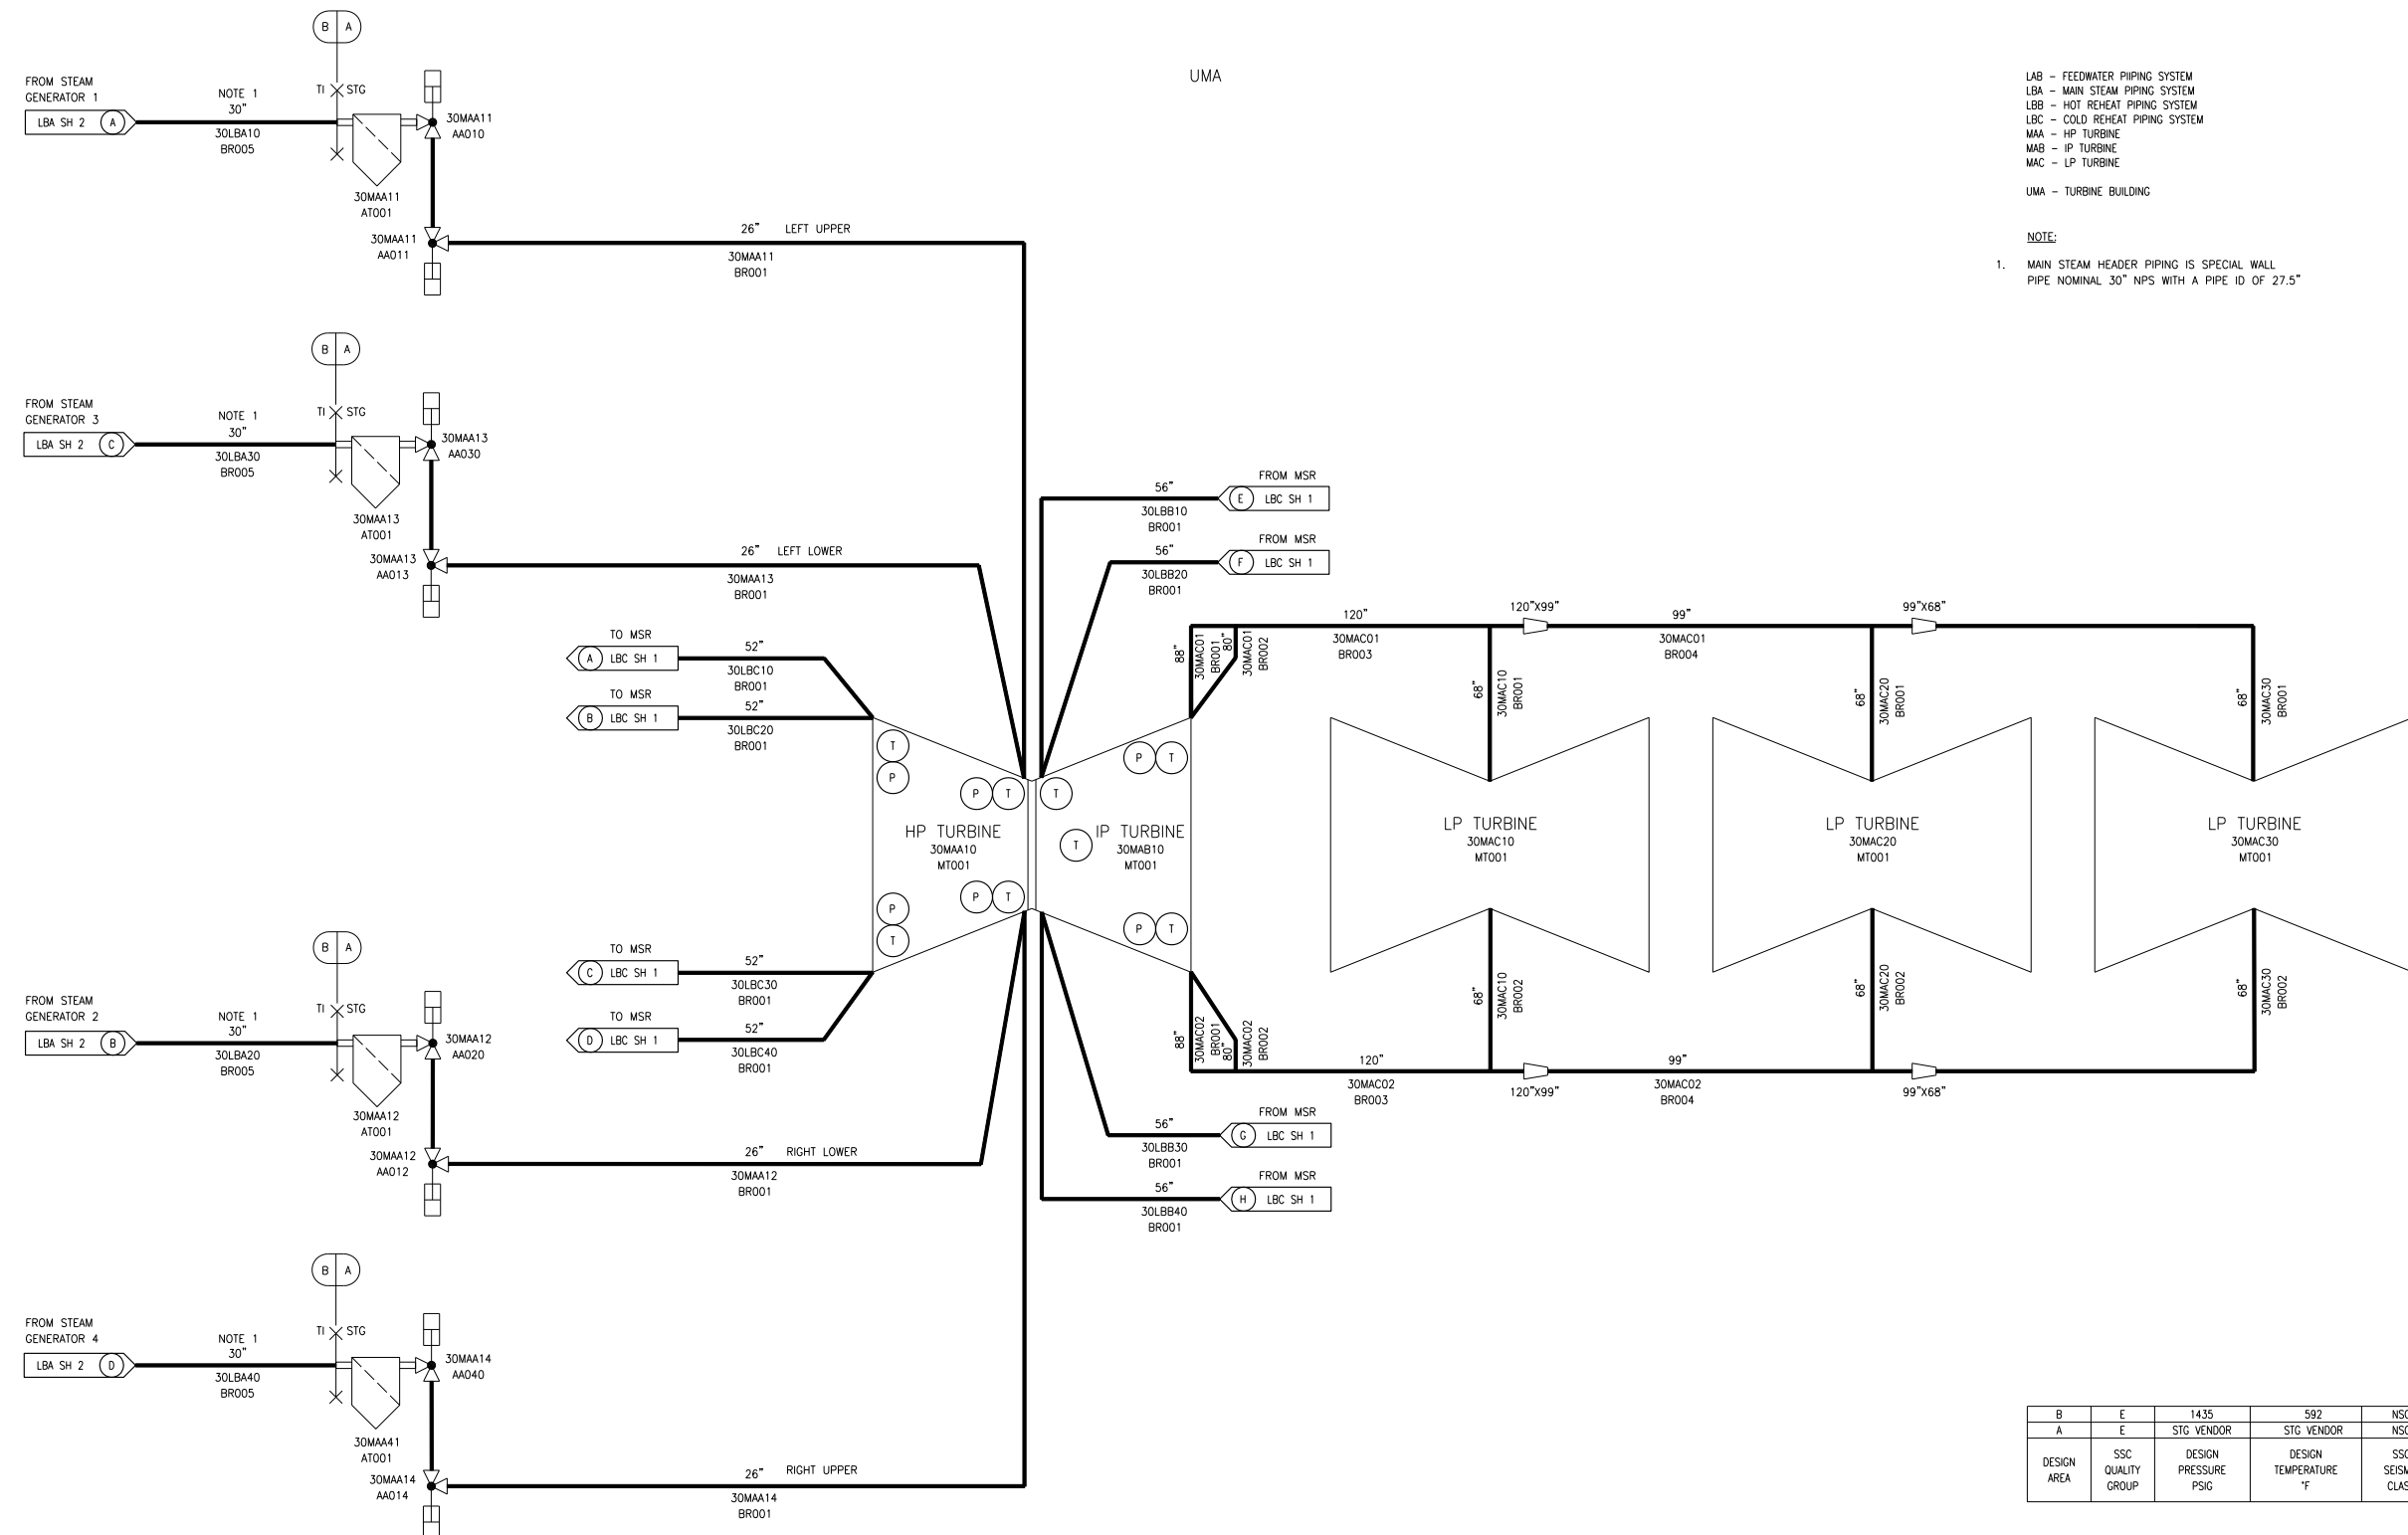 UMA
LAB – FEEDWATER PIIPING SYSTEM
LBA – MAIN STEAM PIPING SYSTEM
LBB – HOT REHEAT PIPING SYSTEM
LBC – COLD REHEAT PIPING SYSTEM
MAA – HP TURBINE
MAB – IP TURBINE
MAC – LP TURBINE
UMA – TURBINE BUILDING
NOTE:
1. MAIN STEAM HEADER PIPING IS SPECIAL WALL
PIPE NOMINAL 30" NPS WITH A PIPE ID OF 27.5"
B A
FROM STEAM
GENERATOR 1
LBA SH 2 A
NOTE 1
30"
30LBA10
BR005
TI STG
30MAA11
AT001
30MAA11
AA010
30MAA11
AA011
26" LEFT UPPER
30MAA11
BR001
B A
FROM STEAM
GENERATOR 3
LBA SH 2 C
NOTE 1
30"
30LBA30
BR005
TI STG
30MAA13
AT001
30MAA13
AA030
30MAA13
AA013
26" LEFT LOWER
30MAA13
BR001
FROM MSR
56"
E LBC SH 1
30LBB10
BR001
FROM MSR
56"
F LBC SH 1
30LBB20
BR001
TO MSR
A LBC SH 1
52"
30LBC10
BR001
TO MSR
B LBC SH 1
52"
30LBC20
BR001
88"
30MAC01
BR001
80"
30MAC01
BR002
120"
30MAC01
BR003
120"X99"
99"
30MAC01
BR004
99"X68"
68"
30MAC10
BR001
68"
30MAC20
BR001
68"
30MAC30
BR001
T
P
P T
T
P T
HP TURBINE
30MAA10
MT001
T
IP TURBINE
30MAB10
MT001
LP TURBINE
30MAC10
MT001
LP TURBINE
30MAC20
MT001
LP TURBINE
30MAC30
MT001
P T
P
T
P T
B A
FROM STEAM
GENERATOR 2
LBA SH 2 B
NOTE 1
30"
30LBA20
BR005
TI STG
30MAA12
AT001
30MAA12
AA020
30MAA12
AA012
26" RIGHT LOWER
30MAA12
BR001
TO MSR
C LBC SH 1
52"
30LBC30
BR001
TO MSR
D LBC SH 1
52"
30LBC40
BR001
88"
30MAC02
BR001
80"
30MAC02
BR002
68"
30MAC10
BR002
68"
30MAC20
BR002
68"
30MAC30
BR002
120"
30MAC02
BR003
120"X99"
99"
30MAC02
BR004
99"X68"
FROM MSR
56"
G LBC SH 1
30LBB30
BR001
FROM MSR
56"
H LBC SH 1
30LBB40
BR001
B A
FROM STEAM
GENERATOR 4
LBA SH 2 D
NOTE 1
30"
30LBA40
BR005
TI STG
30MAA41
AT001
30MAA14
AA040
30MAA14
AA014
26" RIGHT UPPER
30MAA14
BR001
B E 1435 592
A E STG VENDOR STG VENDOR
DESIGN AREA
SSC QUALITY GROUP
DESIGN PRESSURE PSIG
DESIGN TEMPERATURE °F